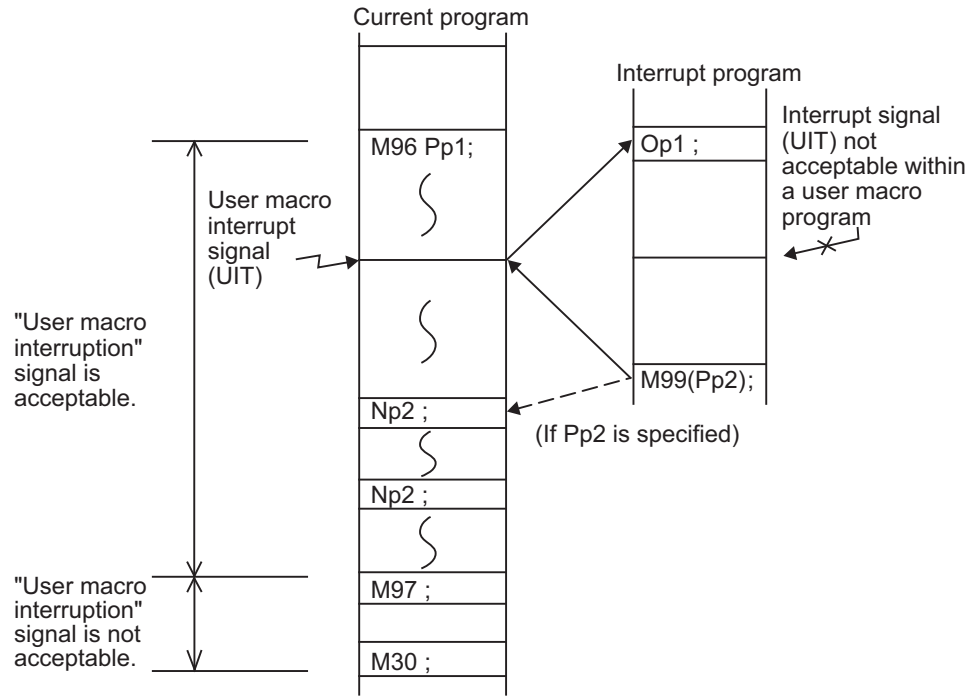 Current program
Interrupt program
M96 Pp1;
Op1 ;
Interrupt signal
(UIT) not
acceptable within
a user macro
program
User macro
interrupt
signal
(UIT)
"User macro
interruption"
signal is
acceptable.
M99(Pp2);
Np2 ;
(If Pp2 is specified)
Np2 ;
"User macro
interruption"
signal is not
acceptable.
M97 ;
M30 ;